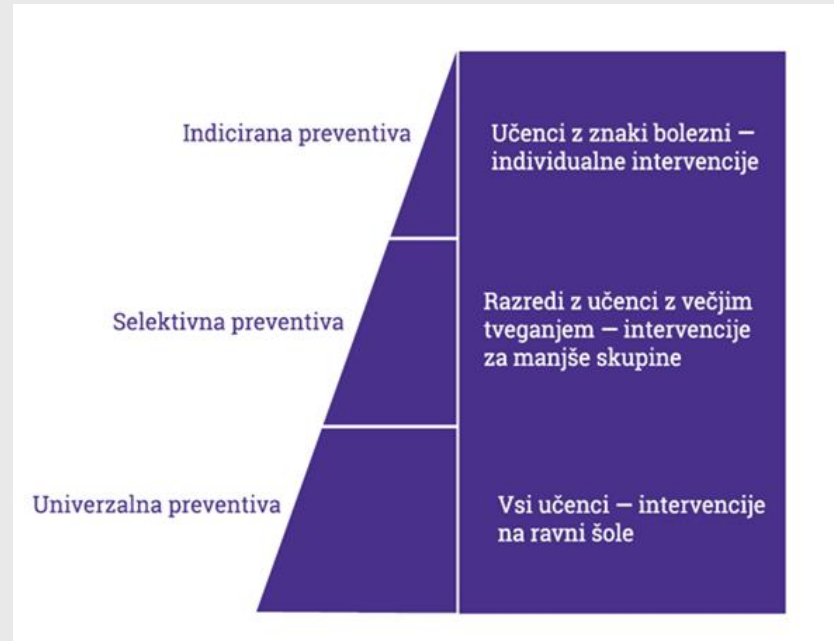 Indicirana preventiva
Učenci z znaki bolezni —
individualne intervencije
Selektivna preventiva
Razredi z učenci z večjim
tveganjem — intervencije
za manjše skupine
Univerzalna preventiva
Vsi učenci — intervencije
na ravni šole